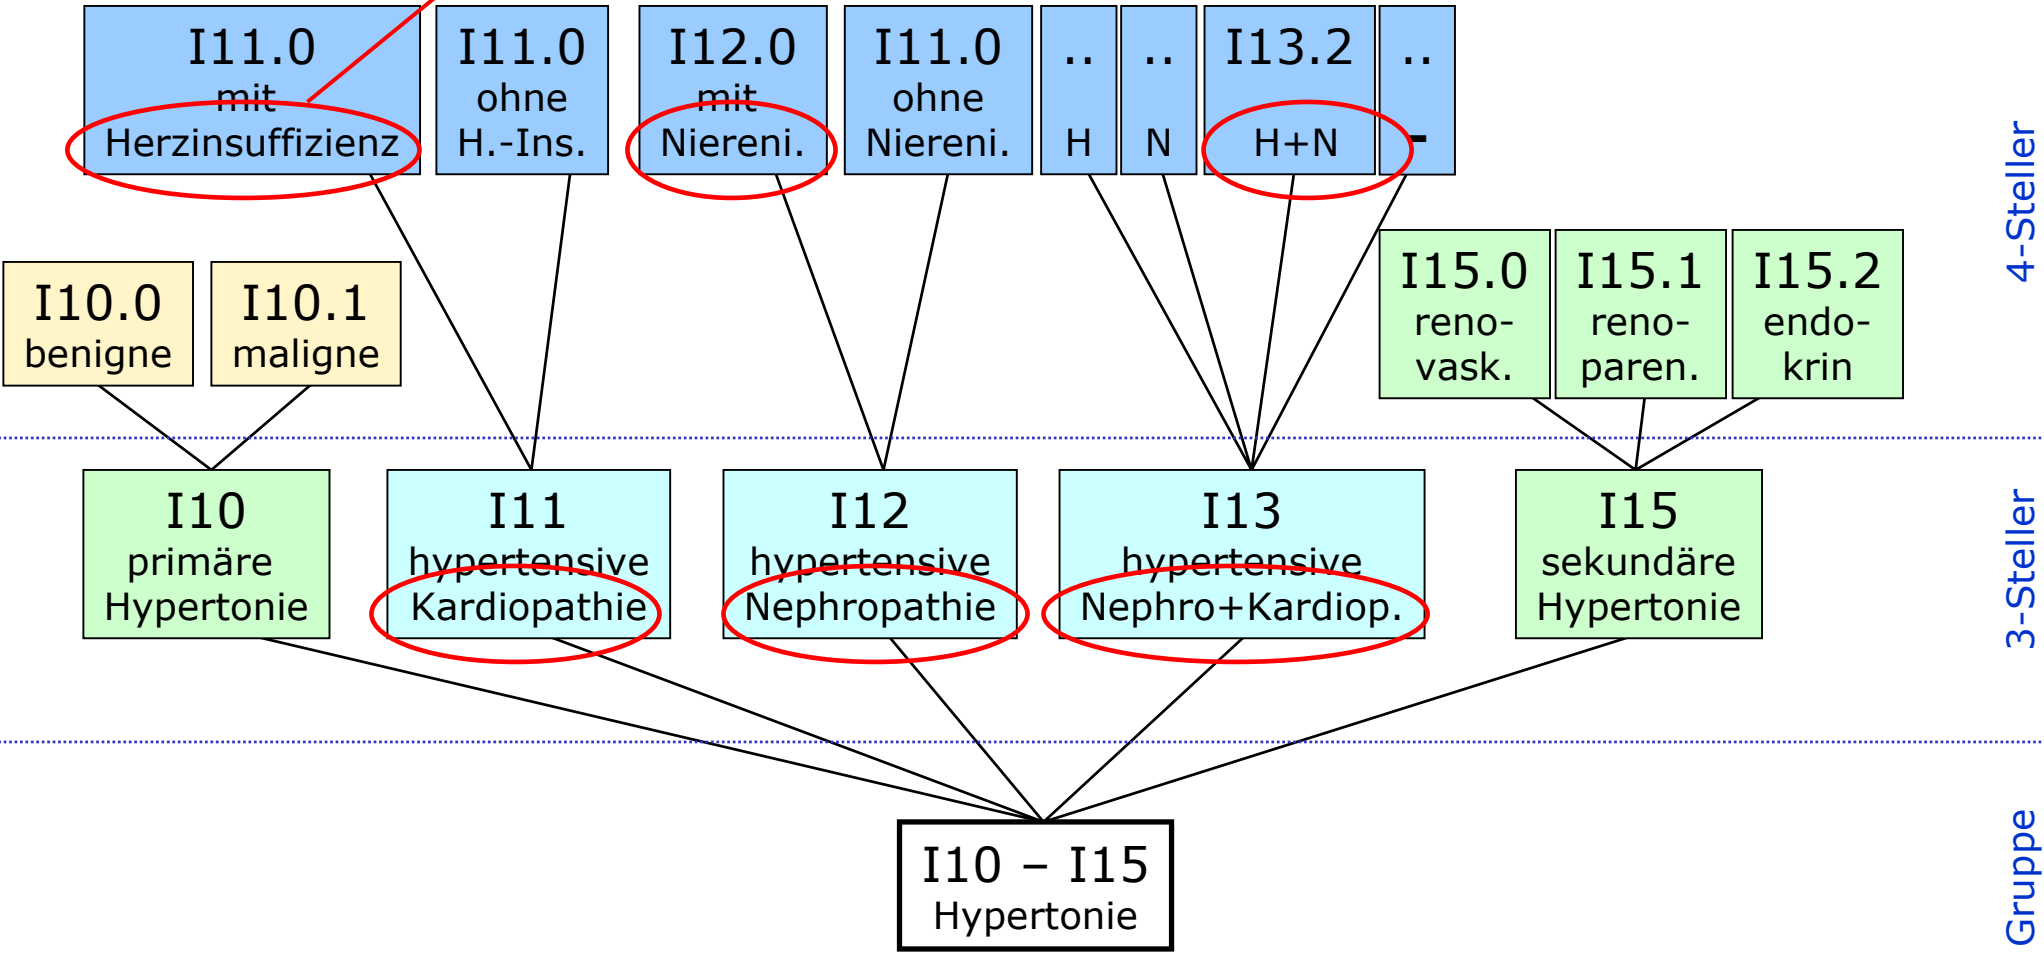 I11.0
mit
Herzinsuffizienz
I11.0
ohne
H.-Ins.
I12.0
mit
Niereni.
I11.0
ohne
Niereni.
..
H
..
N
I13.2
H+N
..
-
4-Steller
I10.0
benigne
I10.1
maligne
I15.0
reno-
vask.
I15.1
reno-
paren.
I15.2
endo-
krin
I10
primäre
Hypertonie
I11
hypertensive
Kardiopathie
I12
hypertensive
Nephropathie
I13
hypertensive
Nephro+Kardiop.
I15
sekundäre
Hypertonie
3-Steller
I10 – I15
Hypertonie
Gruppe